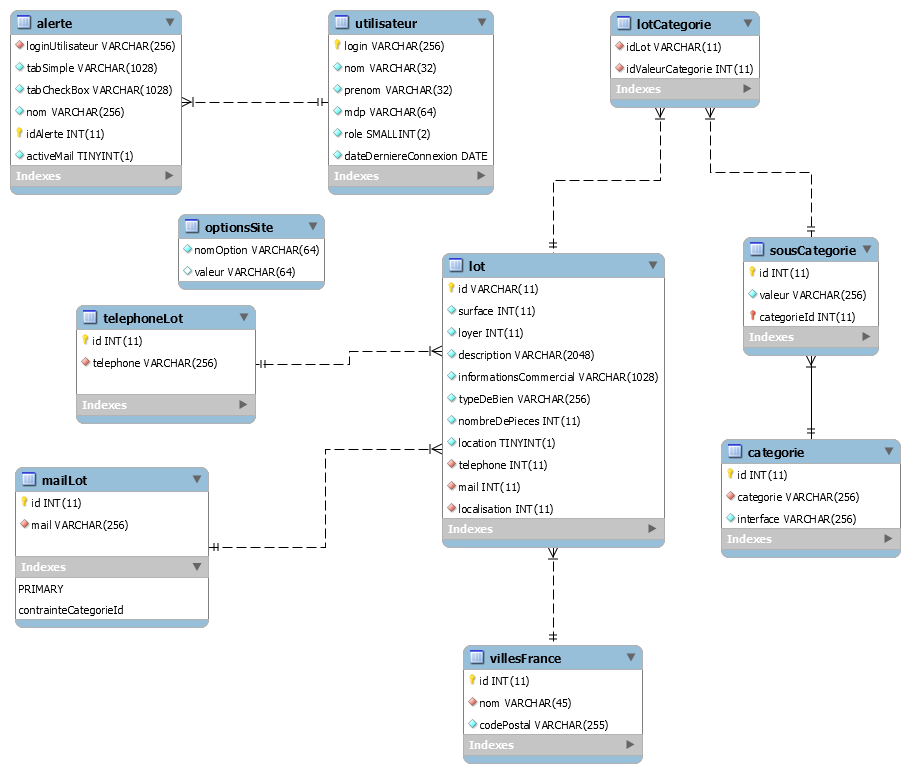 alerte
loginUtilisateur VARCHAR(256)
tabSimple VARCHAR(1028)
tabCheckBox VARCHAR(1028)
nom VARCHAR(256)
idAlerte INT(11)
activeMail TINYINT(1)
Indexes
utilisateur
login VARCHAR(256)
nom VARCHAR(32)
prenom VARCHAR(32)
mdp VARCHAR(64)
role SMALLINT(2)
dateDerniereConnexion DATE
Indexes
lotCategorie
idLot VARCHAR(11)
idValeurCategorie INT(11)
Indexes
optionsSite
nomOption VARCHAR(64)
valeur VARCHAR(64)
telephoneLot
id INT(11)
telephone VARCHAR(256)
Indexes
lot
id VARCHAR(11)
surface INT(11)
loyer INT(11)
description VARCHAR(2048)
informationsCommercial VARCHAR(1028)
typeDeBien VARCHAR(256)
nombreDePieces INT(11)
location TINYINT(1)
telephone INT(11)
mail INT(11)
localisation INT(11)
Indexes
sousCategorie
id INT(11)
valeur VARCHAR(256)
categorieId INT(11)
Indexes
mailLot
id INT(11)
mail VARCHAR(256)
Indexes
PRIMARY
contrainteCategorieId
categorie
id INT(11)
categorie VARCHAR(256)
interface VARCHAR(256)
Indexes
villesFrance
id INT(11)
nom VARCHAR(45)
codePostal VARCHAR(255)
Indexes